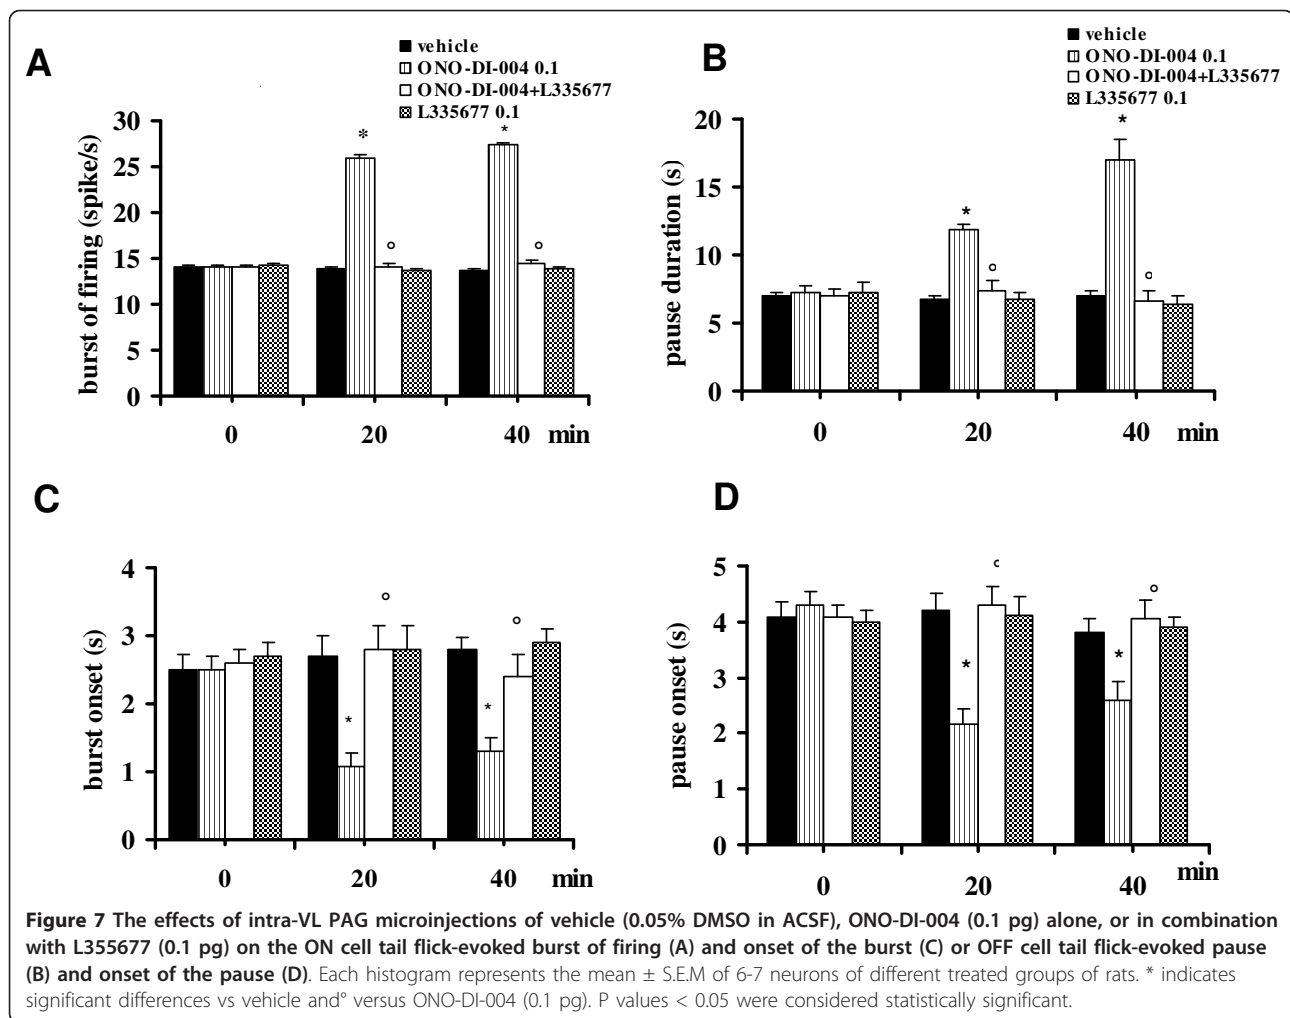 A
vehicle
ONO-DI-004 0.1
ONO-DI-004+L335677
L335677 0.1
burst of firing (spike/s)
30
25
20
15
10
5
0
* *
° °
0 20 40 min
B
vehicle
ONO-DI-004 0.1
ONO-DI-004+L335677
L335677 0.1
pause duration (s)
20
15
10
5
0
* *
° °
0 20 40 min
C
burst onset (s)
4
3
2
1
0
° °
* *
0 20 40 min
D
pause onset (s)
5
4
3
2
1
0
° °
* *
0 20 40 min
Figure 7 The effects of intra-VL PAG microinjections of vehicle (0.05% DMSO in ACSF), ONO-DI-004 (0.1 pg) alone, or in combination
with L355677 (0.1 pg) on the ON cell tail flick-evoked burst of firing (A) and onset of the burst (C) or OFF cell tail flick-evoked pause
(B) and onset of the pause (D). Each histogram represents the mean ± S.E.M of 6-7 neurons of different treated groups of rats. * indicates
significant differences vs vehicle and° versus ONO-DI-004 (0.1 pg). P values < 0.05 were considered statistically significant.